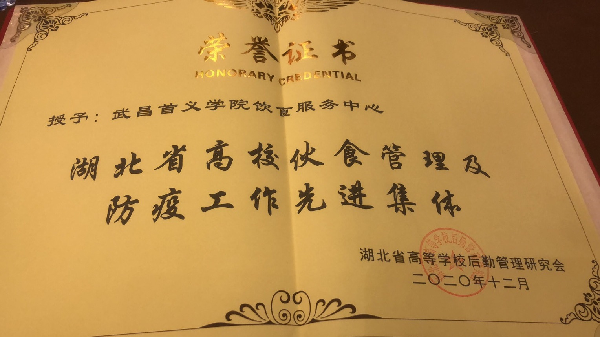 荣誉证书
HONORARY CREDENTIAL
授予：武昌首义学院饮食服务中心
湖北省高校伙食管理及
防疫工作先进集体
湖北省高等学校后勤管理研究会
二〇二〇年十二月